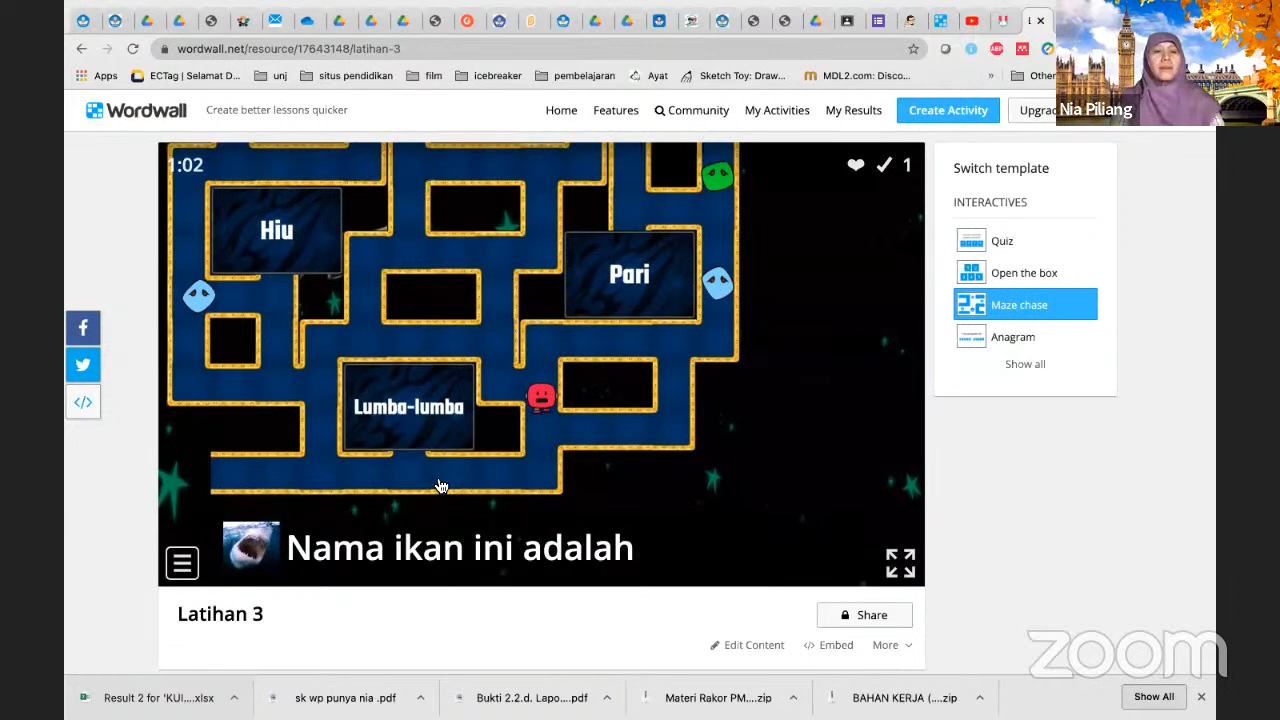 wordwall.net/resource/17643148/latihan-3
Apps
ECTag | Selamat D...
unj
situs pendidikan
film
icebreaker
pembelajaran
Ayat
Sketch Toy: Draw...
MDL2.com: Disco...
»
Other
Nia Piliang
Wordwall
Create better lessons quicker
Home
Features
Community
My Activities
My Results
Create Activity
Upgrad
1:02
1
Hiu
Pari
Lumba-lumba
Nama ikan ini adalah
Switch template
INTERACTIVES
Quiz
Open the box
Maze chase
Anagram
Show all
Latihan 3
Share
Edit Content
Embed
More
zoom
Result 2 for 'KUI....xlsx
sk wp punya nia .pdf
Bukti 2.2.d. Lapo....pdf
Materi Rakor PM....zip
BAHAN KERJA (....zip
Show All